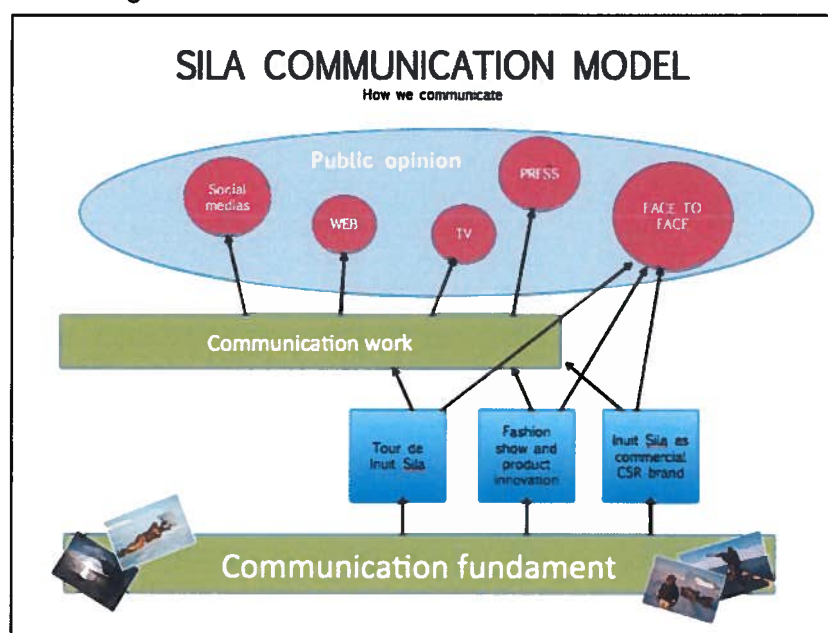 SILA COMMUNICATION MODEL
How we communicate
Public opinion
Social
medias
WEB
TV
PRESS
FACE TO
FACE
Communication work
Tour de
Inuit Sila
Fashion
show and
product
innovation
Inuit Sila as
commercial
CSR brand
Communication fundament